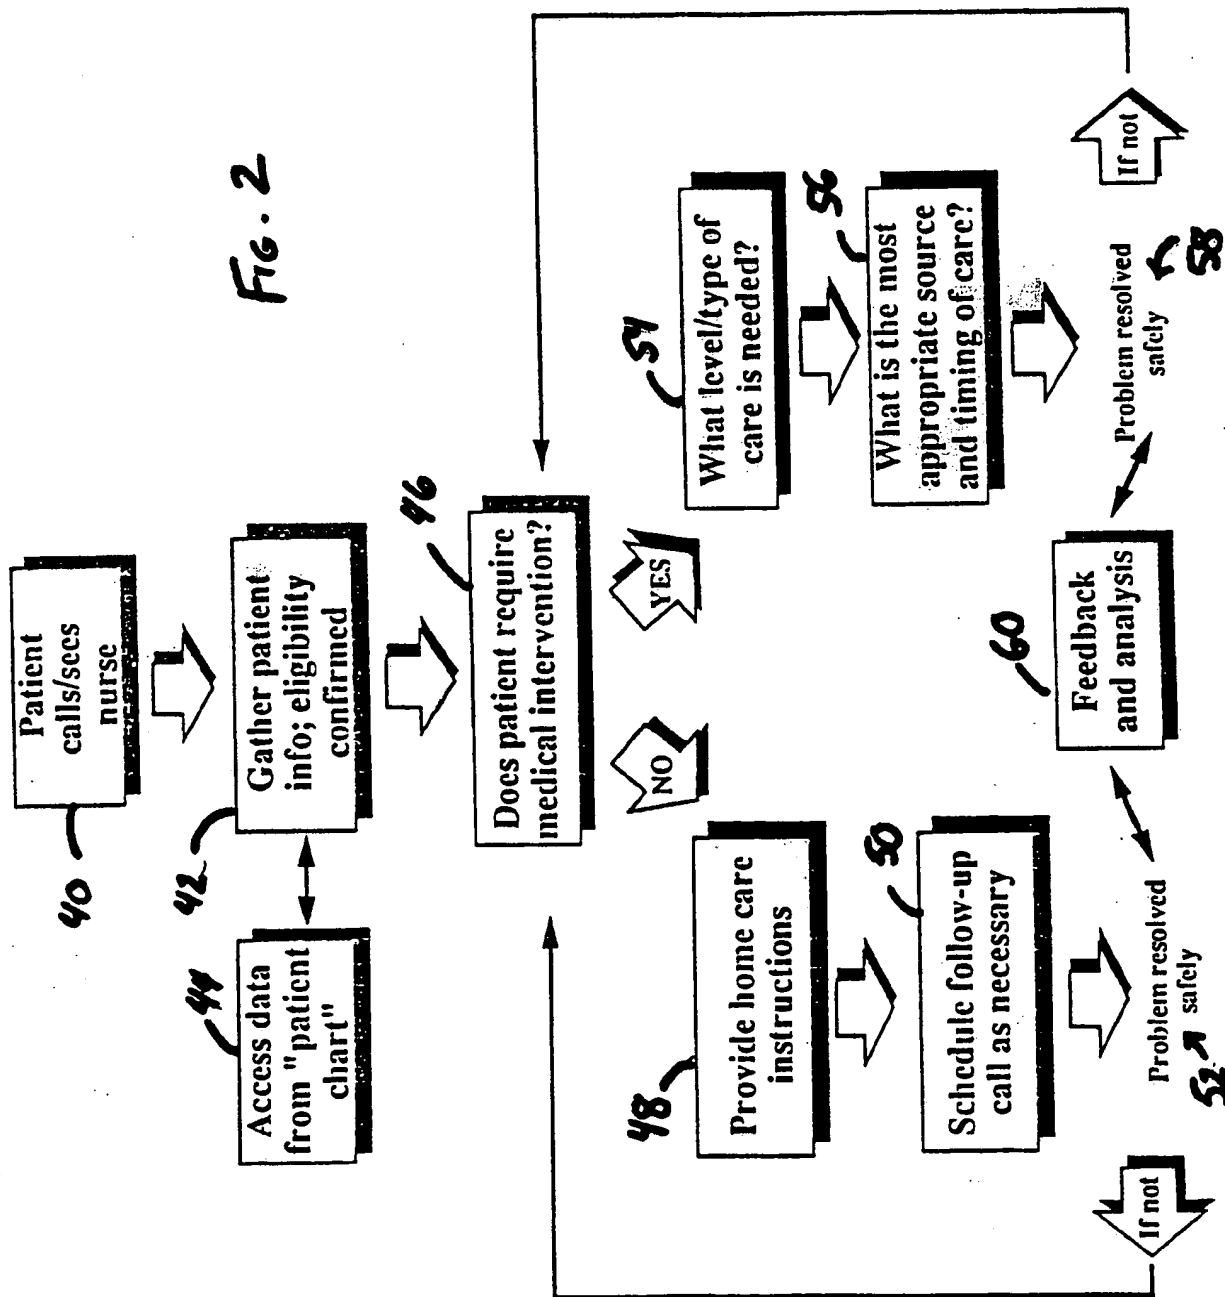 FIG. 2
40
Patient
calls/sees
nurse
42
Gather patient
info; eligibility
confirmed
44
Access data
from "patient
chart"
46
Does patient require
medical intervention?
NO
YES
48
Provide home care
instructions
50
Schedule follow-up
call as necessary
52
Problem resolved
safely
If not
54
What level/type of
care is needed?
56
What is the most
appropriate source
and timing of care?
58
Problem resolved
safely
If not
60
Feedback
and analysis